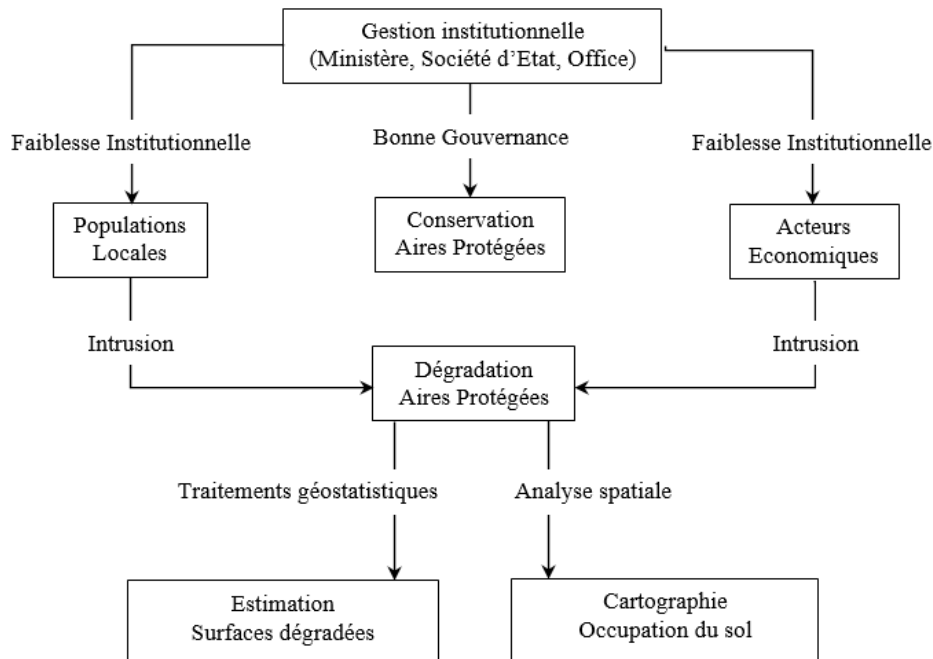 Gestion institutionnelle
(Ministère, Société d’Etat, Office)
Faiblesse Institutionnelle
Bonne Gouvernance
Faiblesse Institutionnelle
Populations
Locales
Conservation
Aires Protégées
Acteurs
Economiques
Intrusion
Intrusion
Dégradation
Aires Protégées
Traitements géostatistiques
Analyse spatiale
Estimation
Surfaces dégradées
Cartographie
Occupation du sol